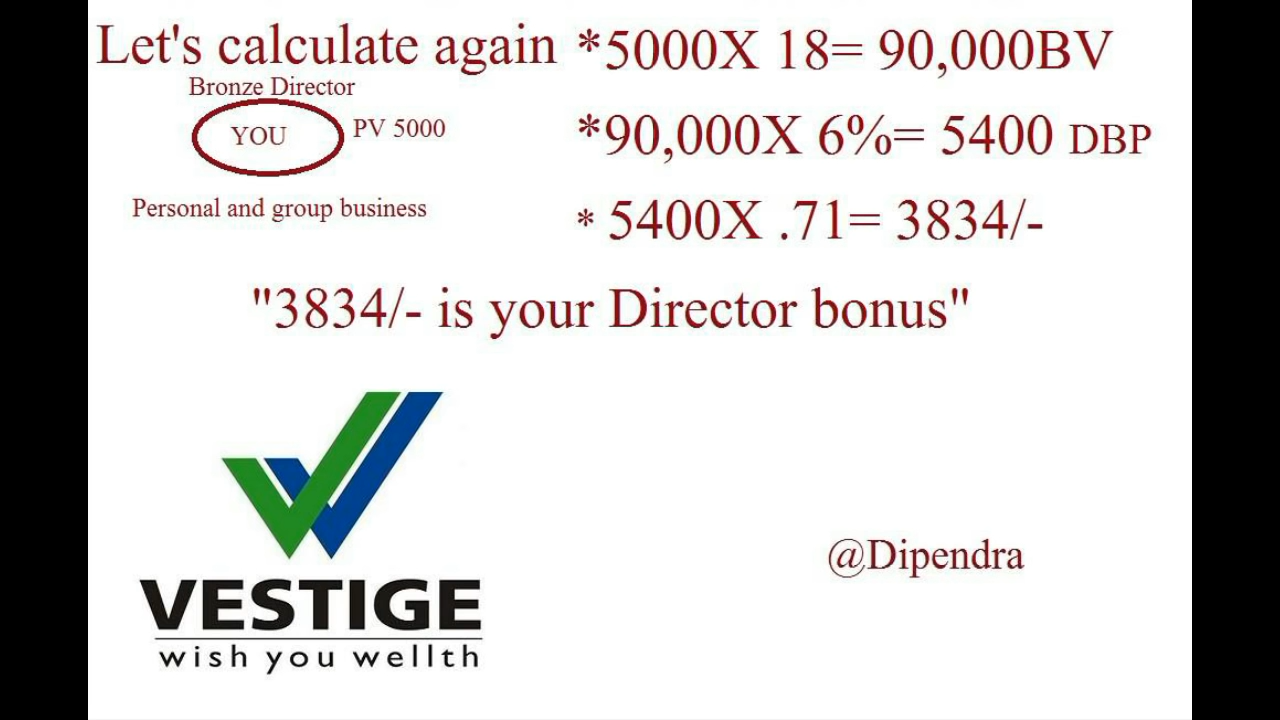 Let's calculate again
Bronze Director
YOU
PV 5000
Personal and group business
*5000X 18= 90,000BV
*90,000X 6%= 5400 DBP
* 5400X .71= 3834/-
"3834/- is your Director bonus"
VESTIGE
wish you wellth
@Dipendra